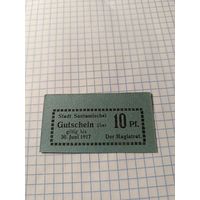 Stadt Santomischel
Gutschein über 10 Pf.
gültig bis
30. Juni 1917 Der Magistrat.